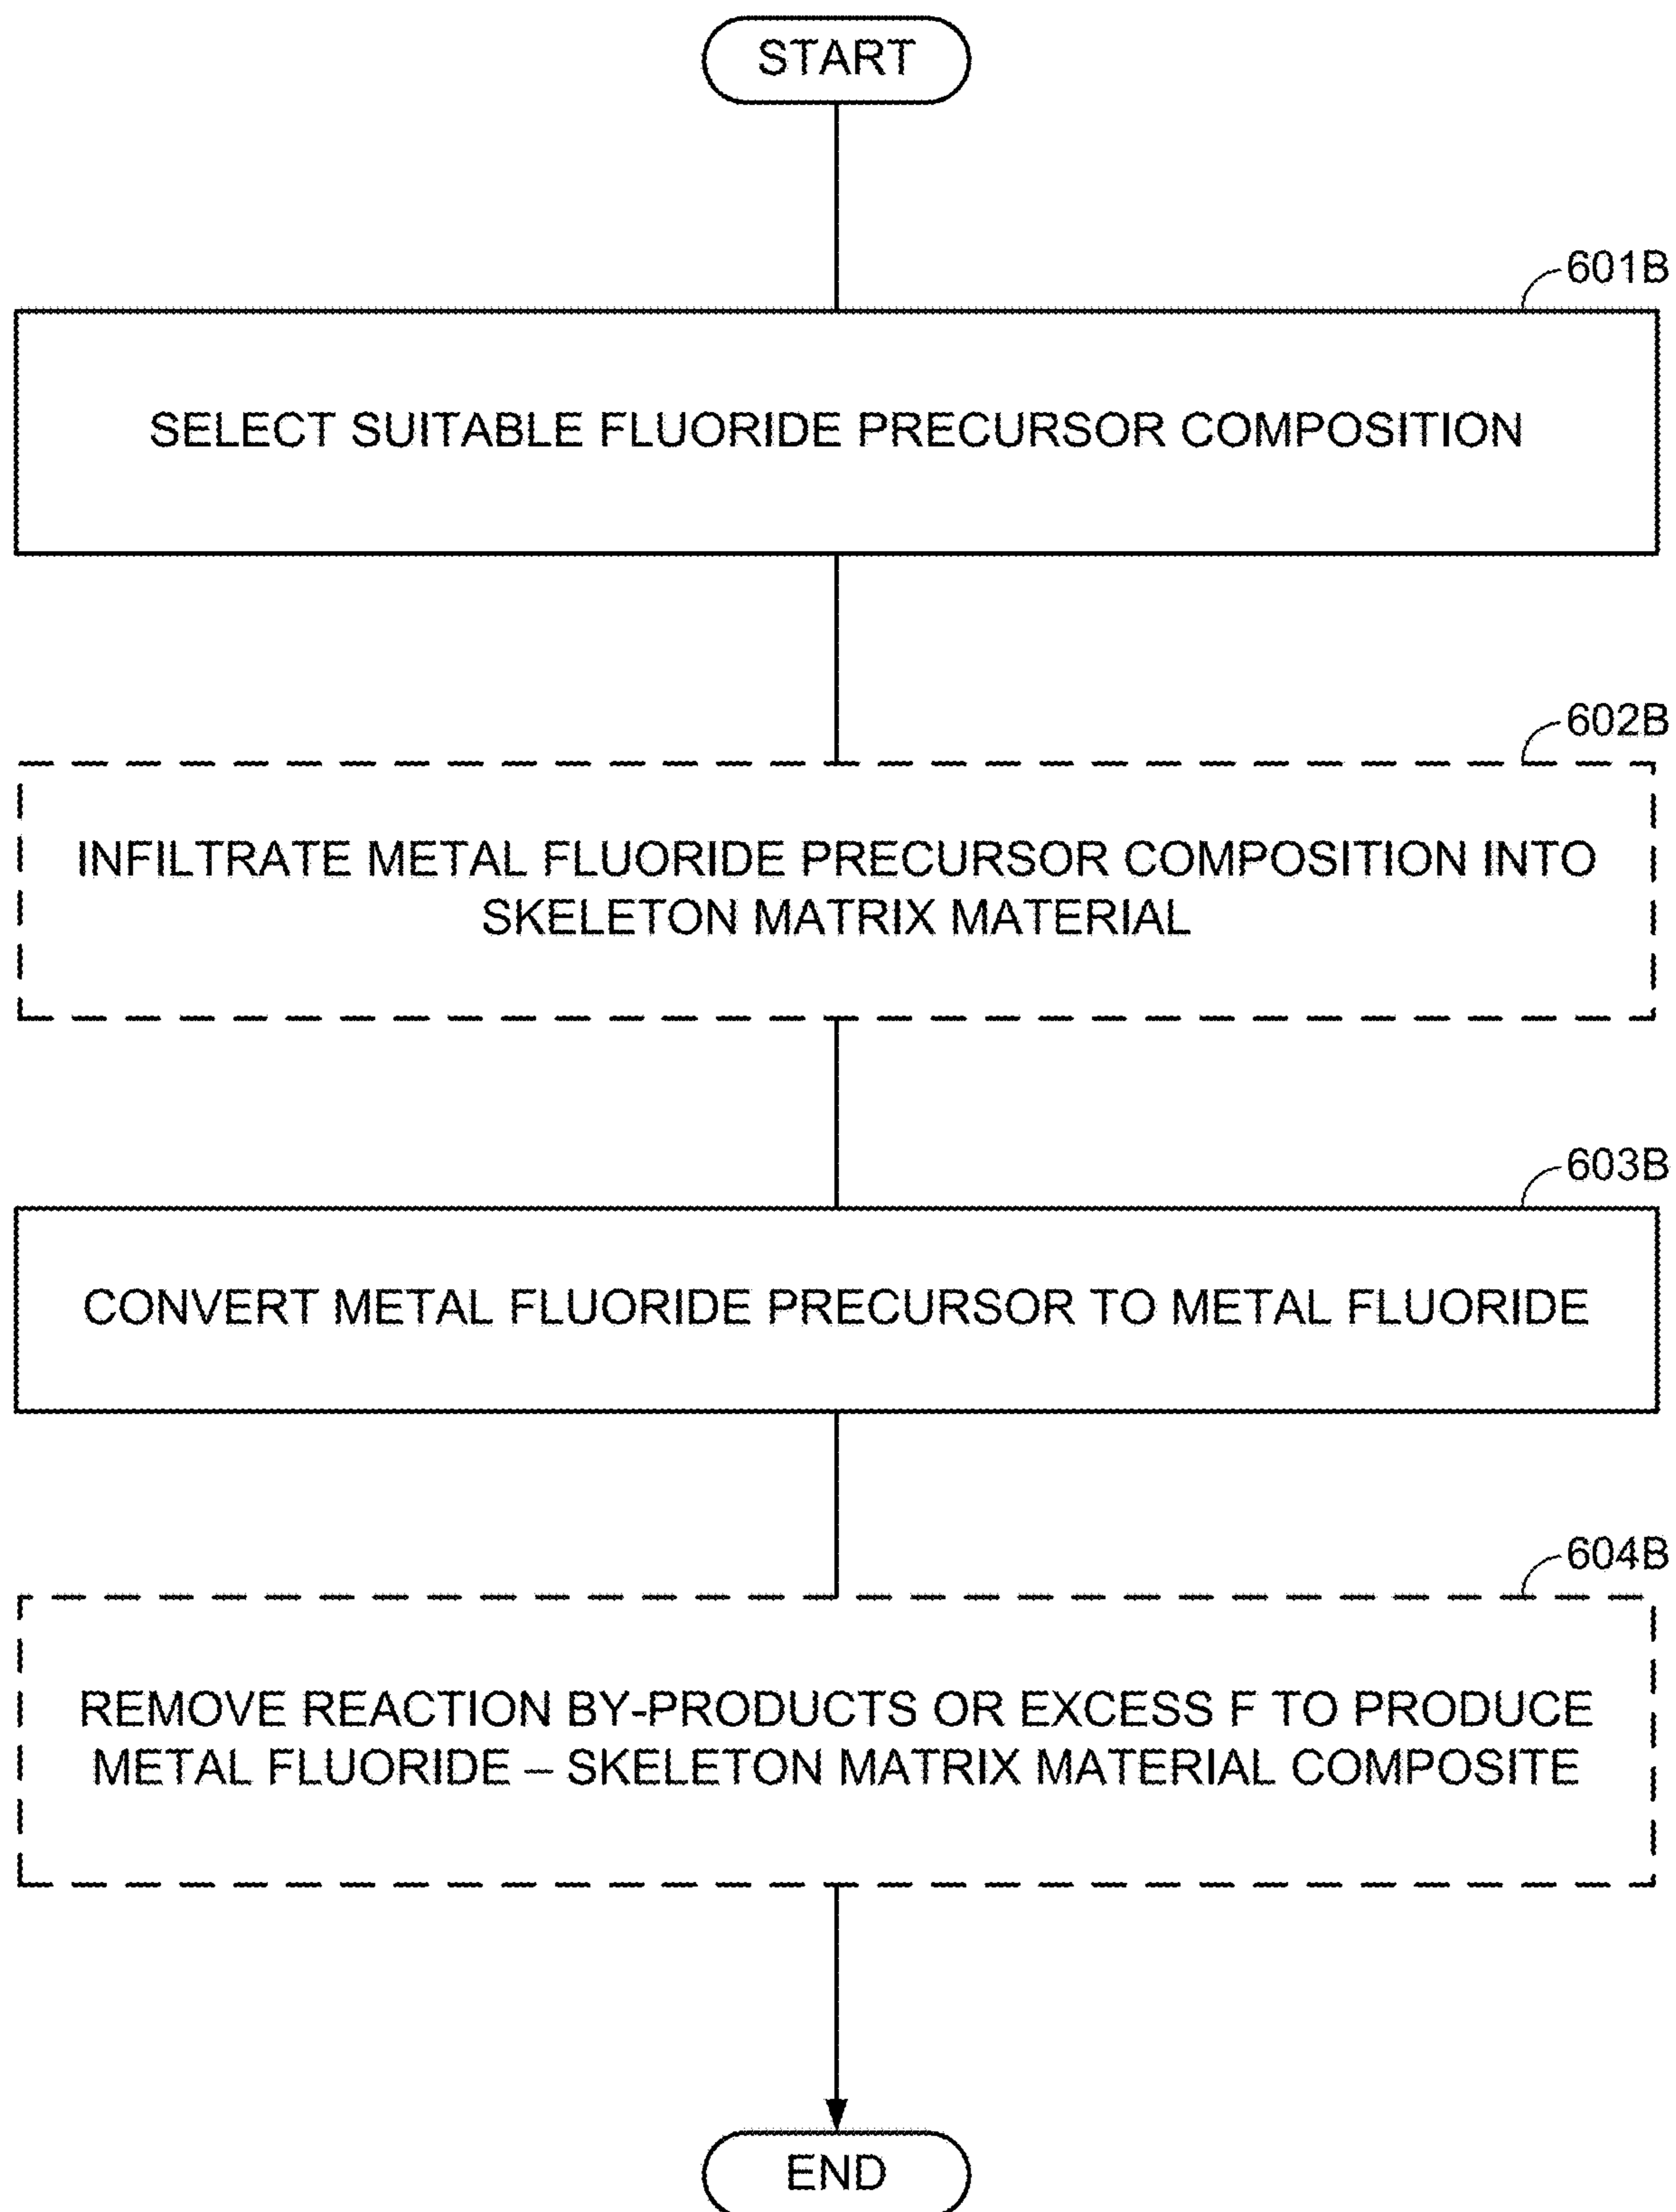 START
601B
SELECT SUITABLE FLUORIDE PRECURSOR COMPOSITION
602B
INFILTRATE METAL FLUORIDE PRECURSOR COMPOSITION INTO
SKELETON MATRIX MATERIAL
603B
CONVERT METAL FLUORIDE PRECURSOR TO METAL FLUORIDE
604B
REMOVE REACTION BY-PRODUCTS OR EXCESS F TO PRODUCE
METAL FLUORIDE – SKELETON MATRIX MATERIAL COMPOSITE
END